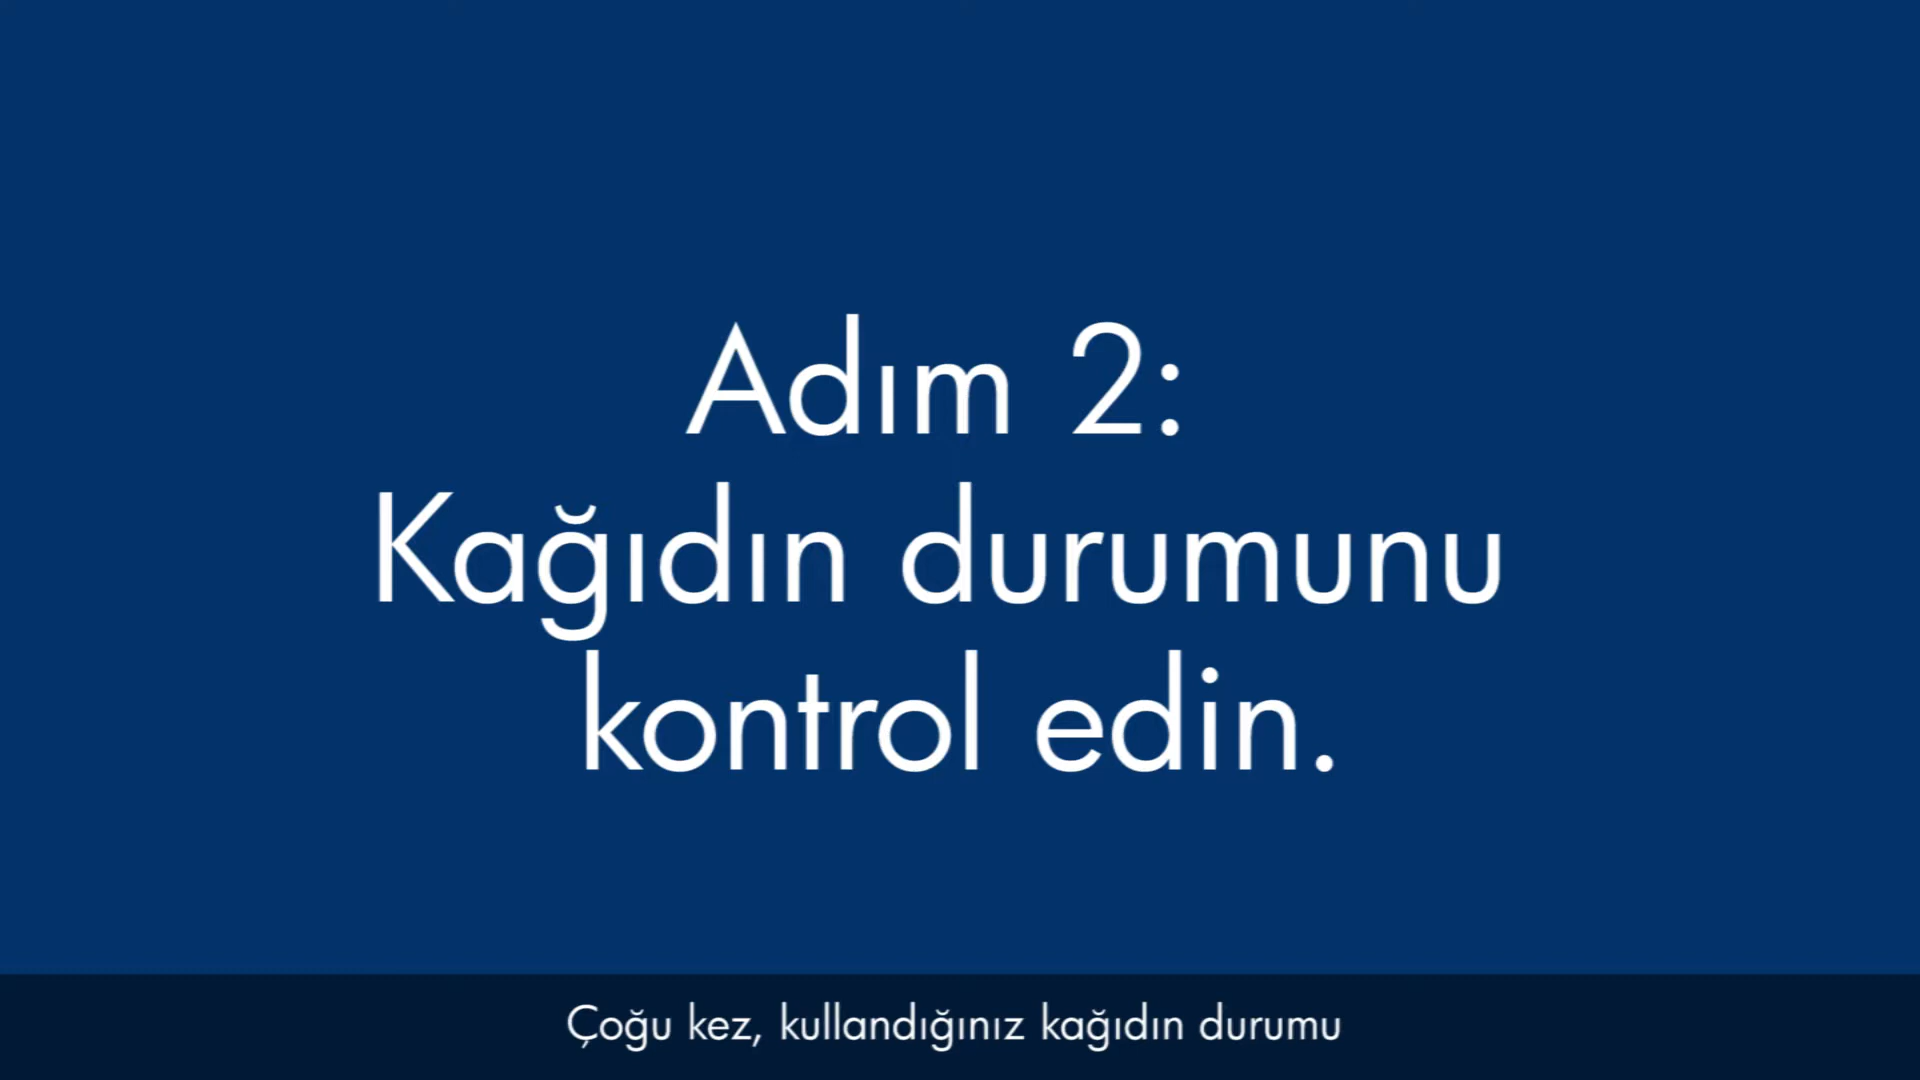 Adım 2:
Kağıdın durumunu
kontrol edin.
Çoğu kez, kullandığınız kağıdın durumu